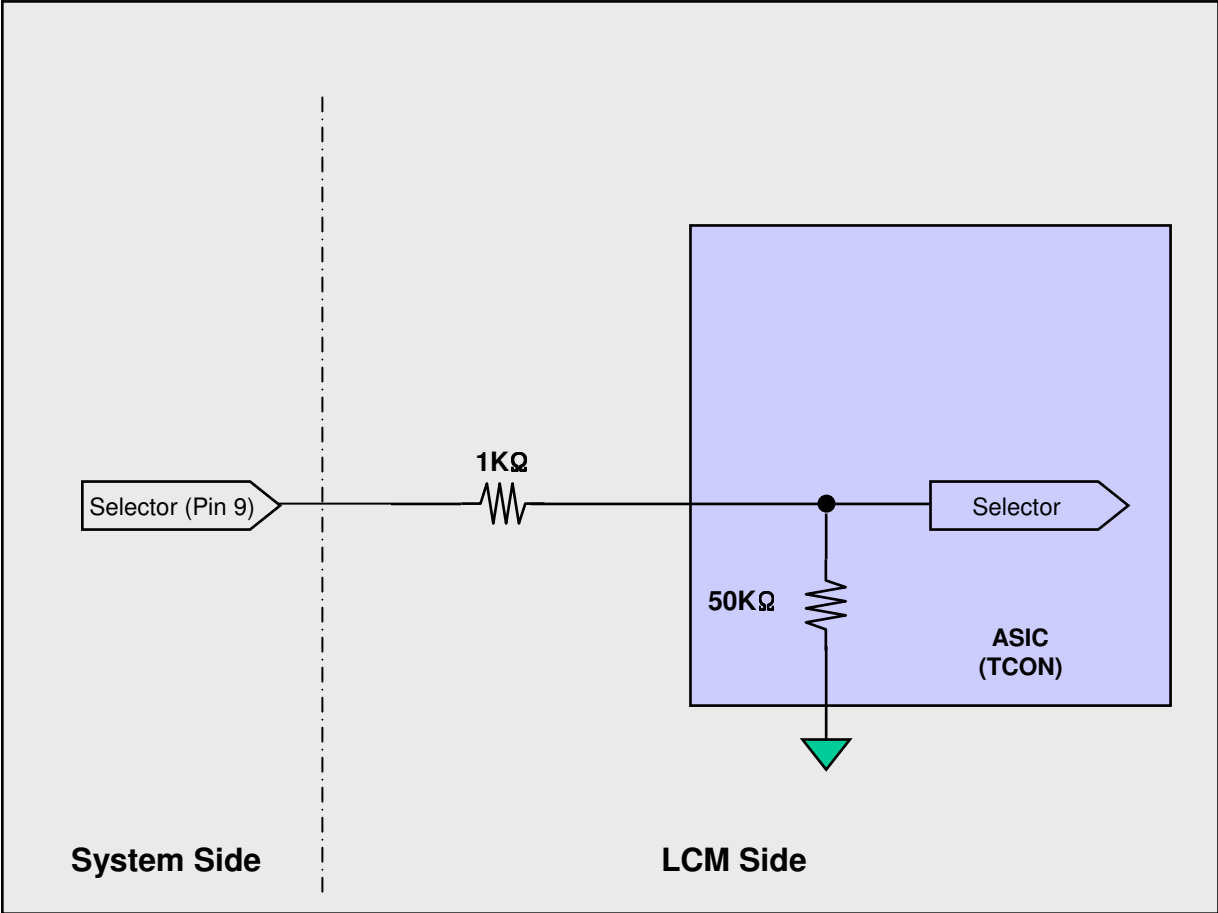 1KΩ
Selector (Pin 9)
Selector
50KΩ
ASIC
(TCON)
System Side
LCM Side